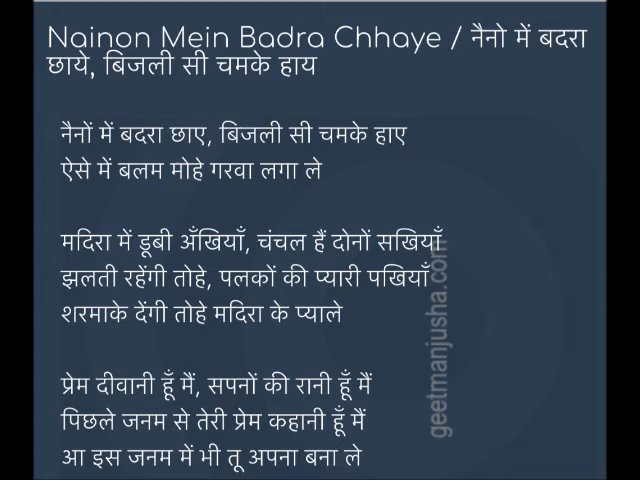 Nainon Mein Badra Chhaye / नैनो में बदरा
छाये, बिजली सी चमके हाय
नैनों में बदरा छाए, बिजली सी चमके हाए
ऐसे में बलम मोहे गरवा लगा ले
मदिरा में डूबी अँखियाँ, चंचल हैं दोनों सखियाँ
झलती रहेंगी तोहे, पलकों की प्यारी पखियाँ
शरमाके देंगी तोहे मदिरा के प्याले
प्रेम दीवानी हूँ मैं, सपनों की रानी हूँ मैं
पिछले जनम से तेरी प्रेम कहानी हूँ मैं
आ इस जनम में भी तू अपना बना ले
geetmanjusha.com